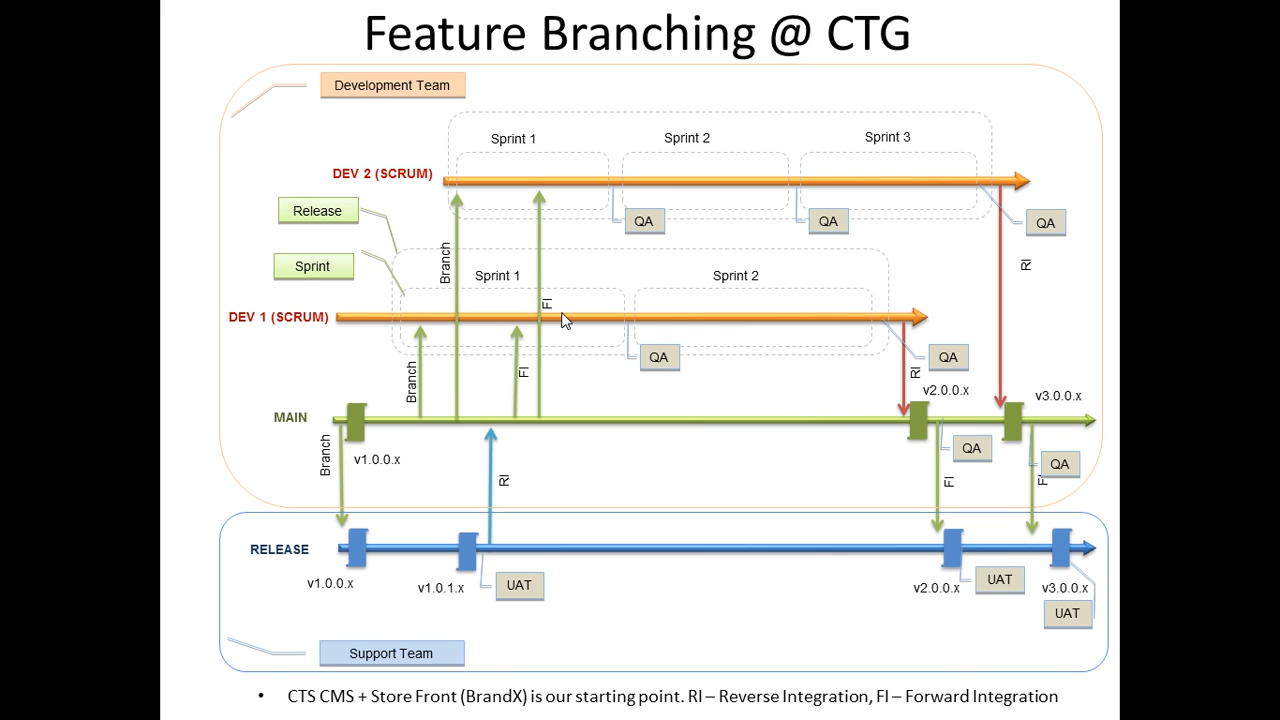 Feature Branching @ CTG
Development Team
Sprint 1
Sprint 2
Sprint 3
DEV 2 (SCRUM)
Release
QA
QA
QA
Branch
RI
Sprint
Sprint 1
Sprint 2
FI
DEV 1 (SCRUM)
QA
QA
Branch
FI
RI
v2.0.0.x
v3.0.0.x
MAIN
Branch
v1.0.0.x
QA
QA
RI
FI
RELEASE
v1.0.0.x
v1.0.1.x
UAT
v2.0.0.x
UAT
v3.0.0.x
UAT
Support Team
• CTS CMS + Store Front (BrandX) is our starting point. RI – Reverse Integration, FI – Forward Integration